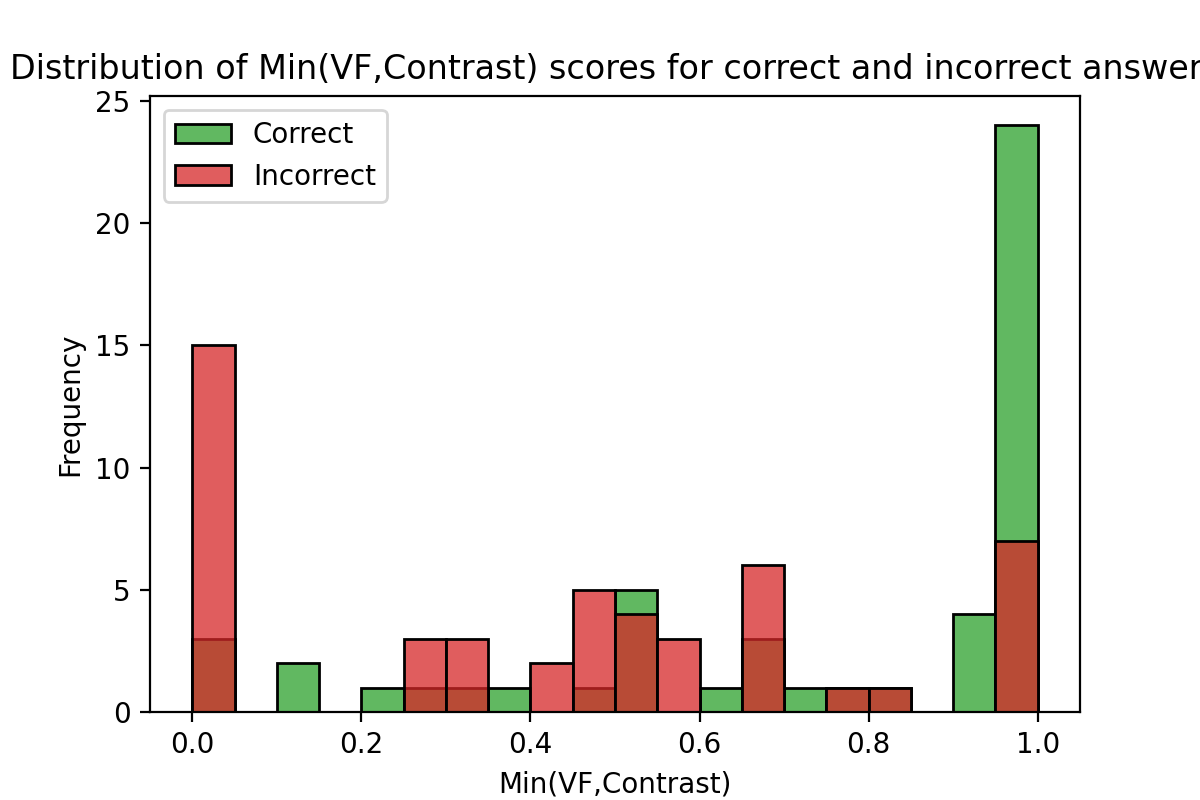 Distribution of Min(VF,Contrast) scores for correct and incorrect answer
Correct
Incorrect
Frequency
25
20
15
10
5
0
0.0 0.2 0.4 0.6 0.8 1.0
Min(VF,Contrast)